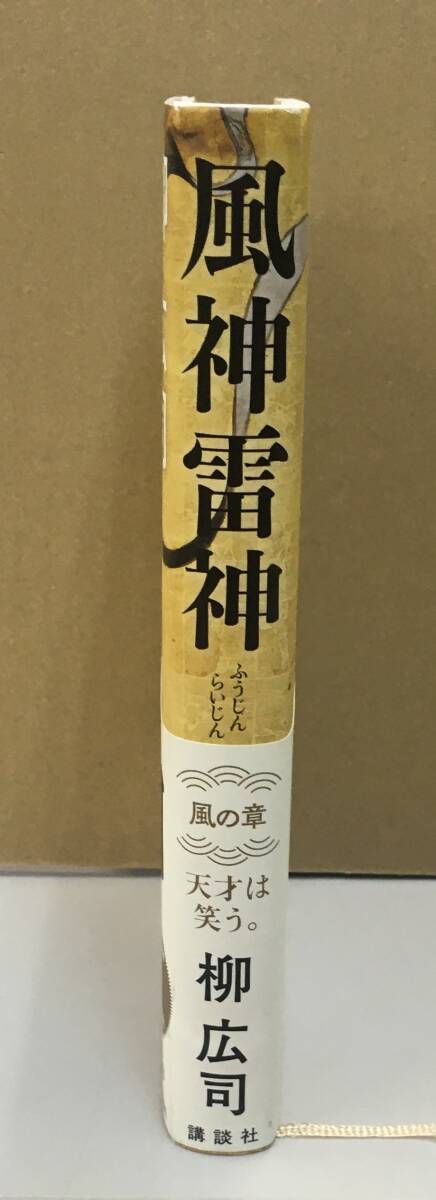 風神雷神
ふうじん
らいじん
風の章
天才は
笑う。
柳広司
講談社